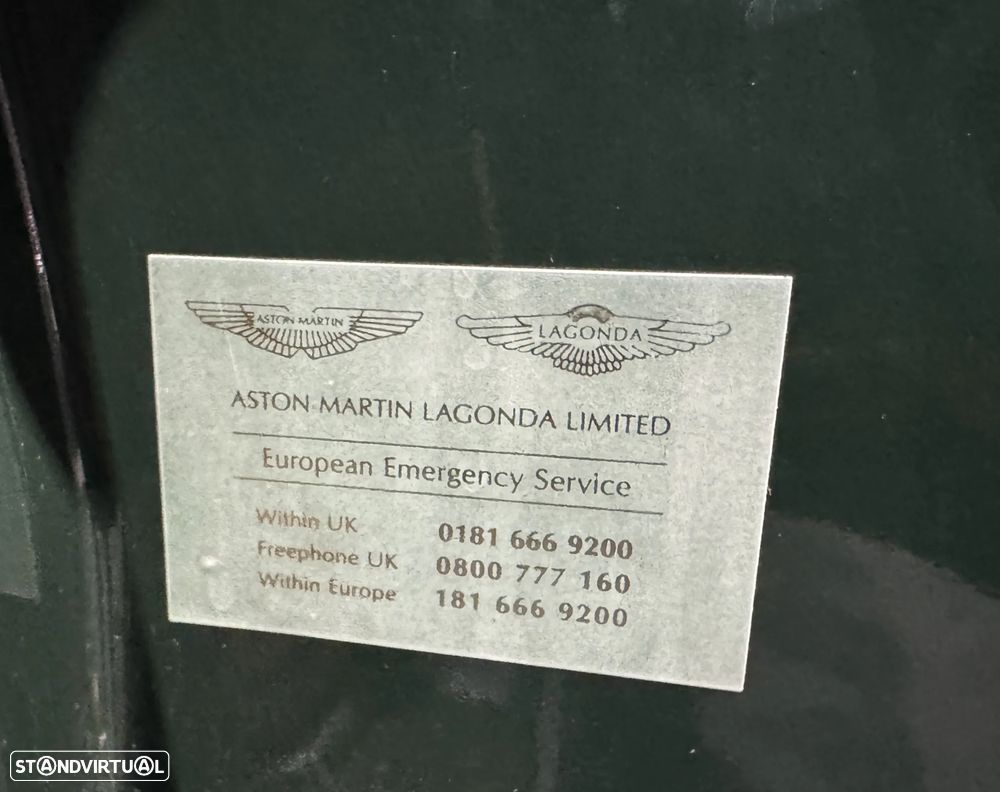 ASTON MARTIN
LAGONDA
ASTON MARTIN LAGONDA LIMITED
European Emergency Service
Within UK 0181 666 9200
Freephone UK 0800 777 160
Within Europe 181 666 9200
STANDVIRTUAL